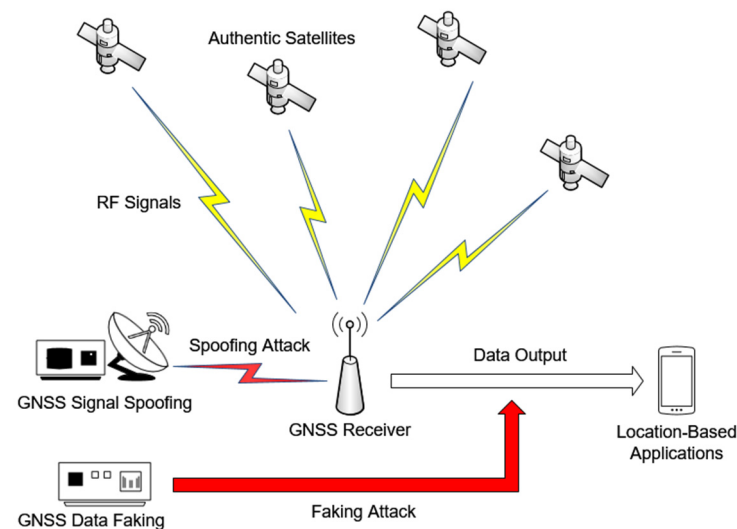 Authentic Satellites
RF Signals
Spoofing Attack
Data Output
GNSS Signal Spoofing
GNSS Receiver
Location-Based
Applications
Faking Attack
GNSS Data Faking